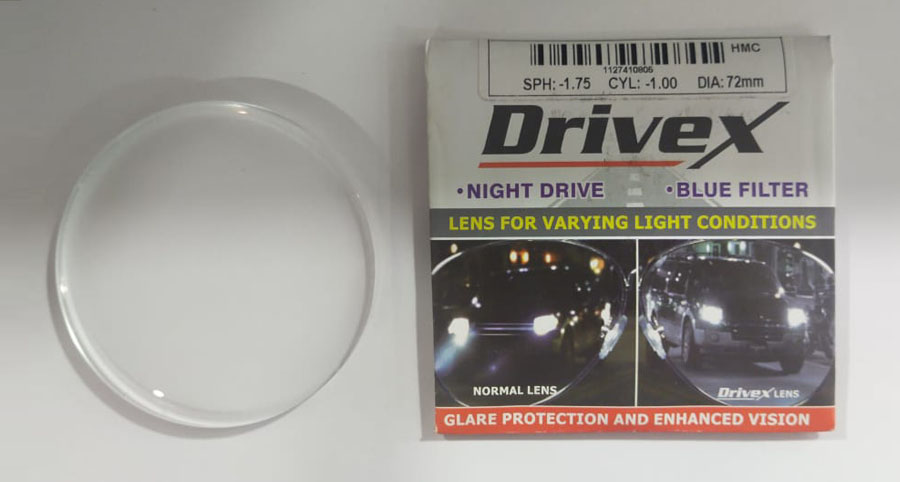 HMC
1127410805
SPH: -1.75 CYL: -1.00 DIA: 72mm
Drivex
•NIGHT DRIVE •BLUE FILTER
LENS FOR VARYING LIGHT CONDITIONS
NORMAL LENS
Drivex LENS
GLARE PROTECTION AND ENHANCED VISION